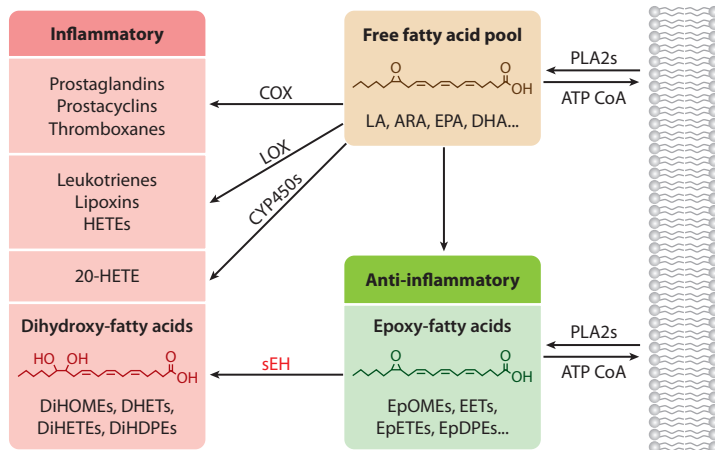 Inflammatory
Prostaglandins
Prostacyclins
Thromboxanes
Leukotrienes
Lipoxins
HETEs
20-HETE
Dihydroxy-fatty acids
HO OH
O
OH
DiHOMEs, DHETs,
DiHETEs, DiHDPEs
COX
LOX
CYP450s
sEH
Free fatty acid pool
O
O
OH
LA, ARA, EPA, DHA...
Anti-inflammatory
Epoxy-fatty acids
O
O
OH
EpOMEs, EETs,
EpETEs, EpDPEs...
PLA2s
ATP CoA
PLA2s
ATP CoA